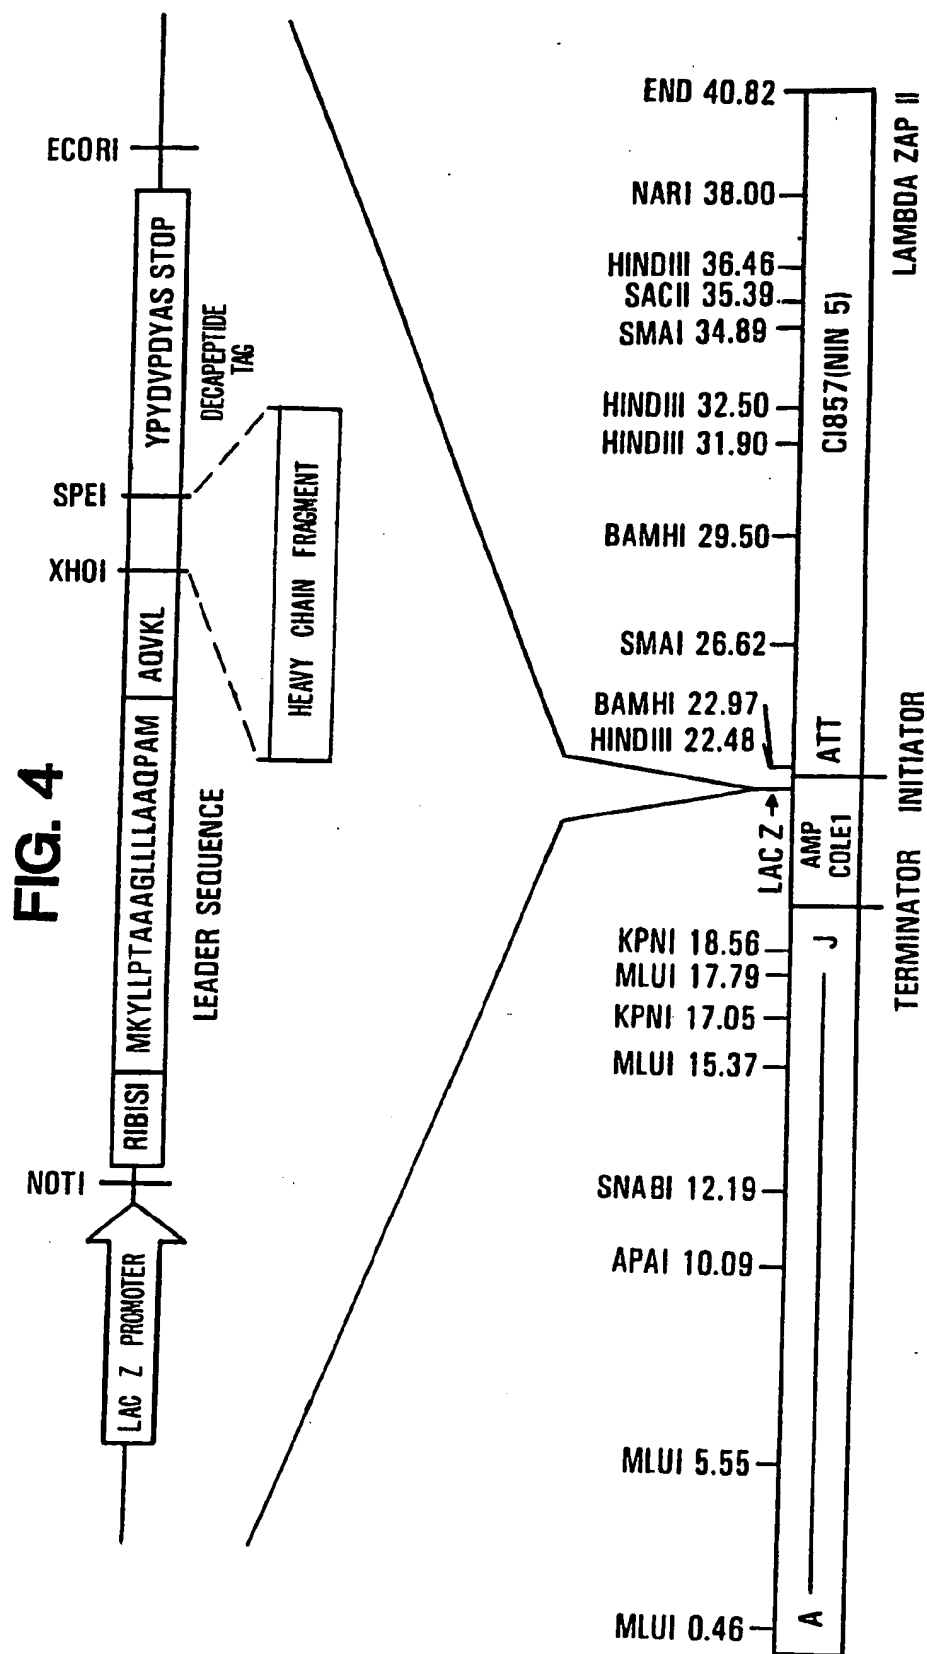 FIG. 4
LAC Z PROMOTER
NOTI
RIBISI
MKYLLPTAAAGLLLLAAQPAM
AQVKL
XHOI
SPEI
YPYDVPDYAS STOP
ECORI
LEADER SEQUENCE
DECAPEPTIDE
TAG
HEAVY CHAIN FRAGMENT
MLUI 0.46
MLUI 5.55
APAI 10.09
SNABI 12.19
MLUI 15.37
KPNI 17.05
MLUI 17.79
KPNI 18.56
LAC Z
HINDIII 22.48
BAMHI 22.97
SMAI 26.62
BAMHI 29.50
HINDIII 31.90
HINDIII 32.50
SMAI 34.89
SACII 35.39
HINDIII 36.46
NARI 38.00
END 40.82
A
J
AMP
COLE1
ATT
CI857(NIN 5)
TERMINATOR
INITIATOR
LAMBDA ZAP II